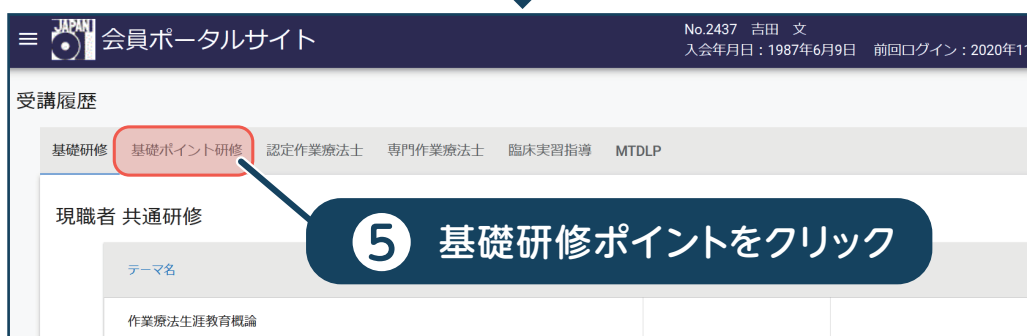 JAPAN
会員ポータルサイト
No.2437 吉田 文
入会年月日：1987年6月9日 前回ログイン：2020年11
受講履歴
基礎研修 基礎ポイント研修 認定作業療法士 専門作業療法士 臨床実習指導 MTDLP
現職者 共通研修
5 基礎研修ポイントをクリック
テーマ名
作業療法生涯教育概論